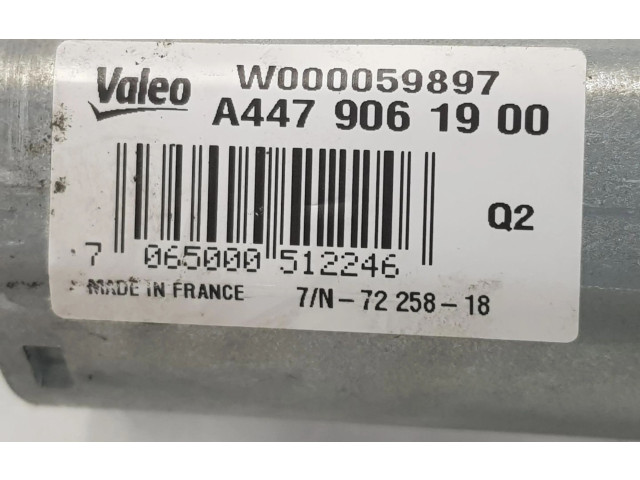 Valeo W000059897
A447 906 19 00
Q2
7 065000 512246
MADE IN FRANCE 7/N-72 258-18